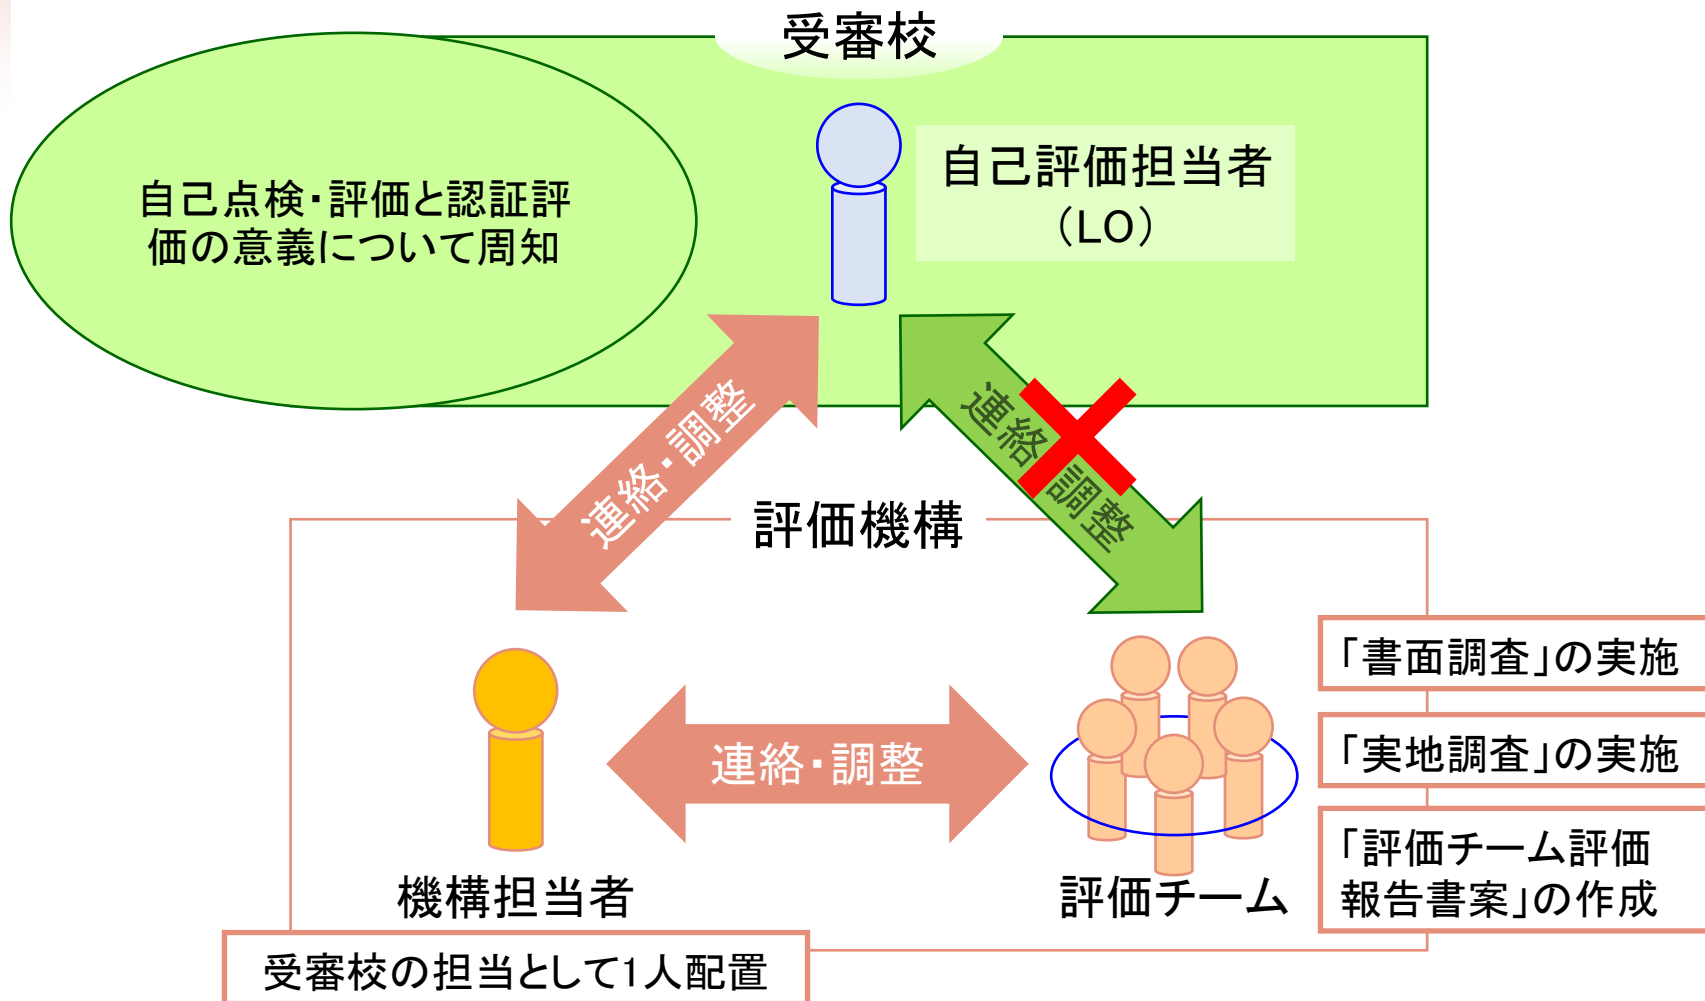 受審校
自己評価担当者
（LO）
自己点検・評価と認証評
価の意義について周知
連絡・調整
連絡・調整
評価機構
連絡・調整
機構担当者
受審校の担当として1人配置
評価チーム
「書面調査」の実施
「実地調査」の実施
「評価チーム評価
報告書案」の作成